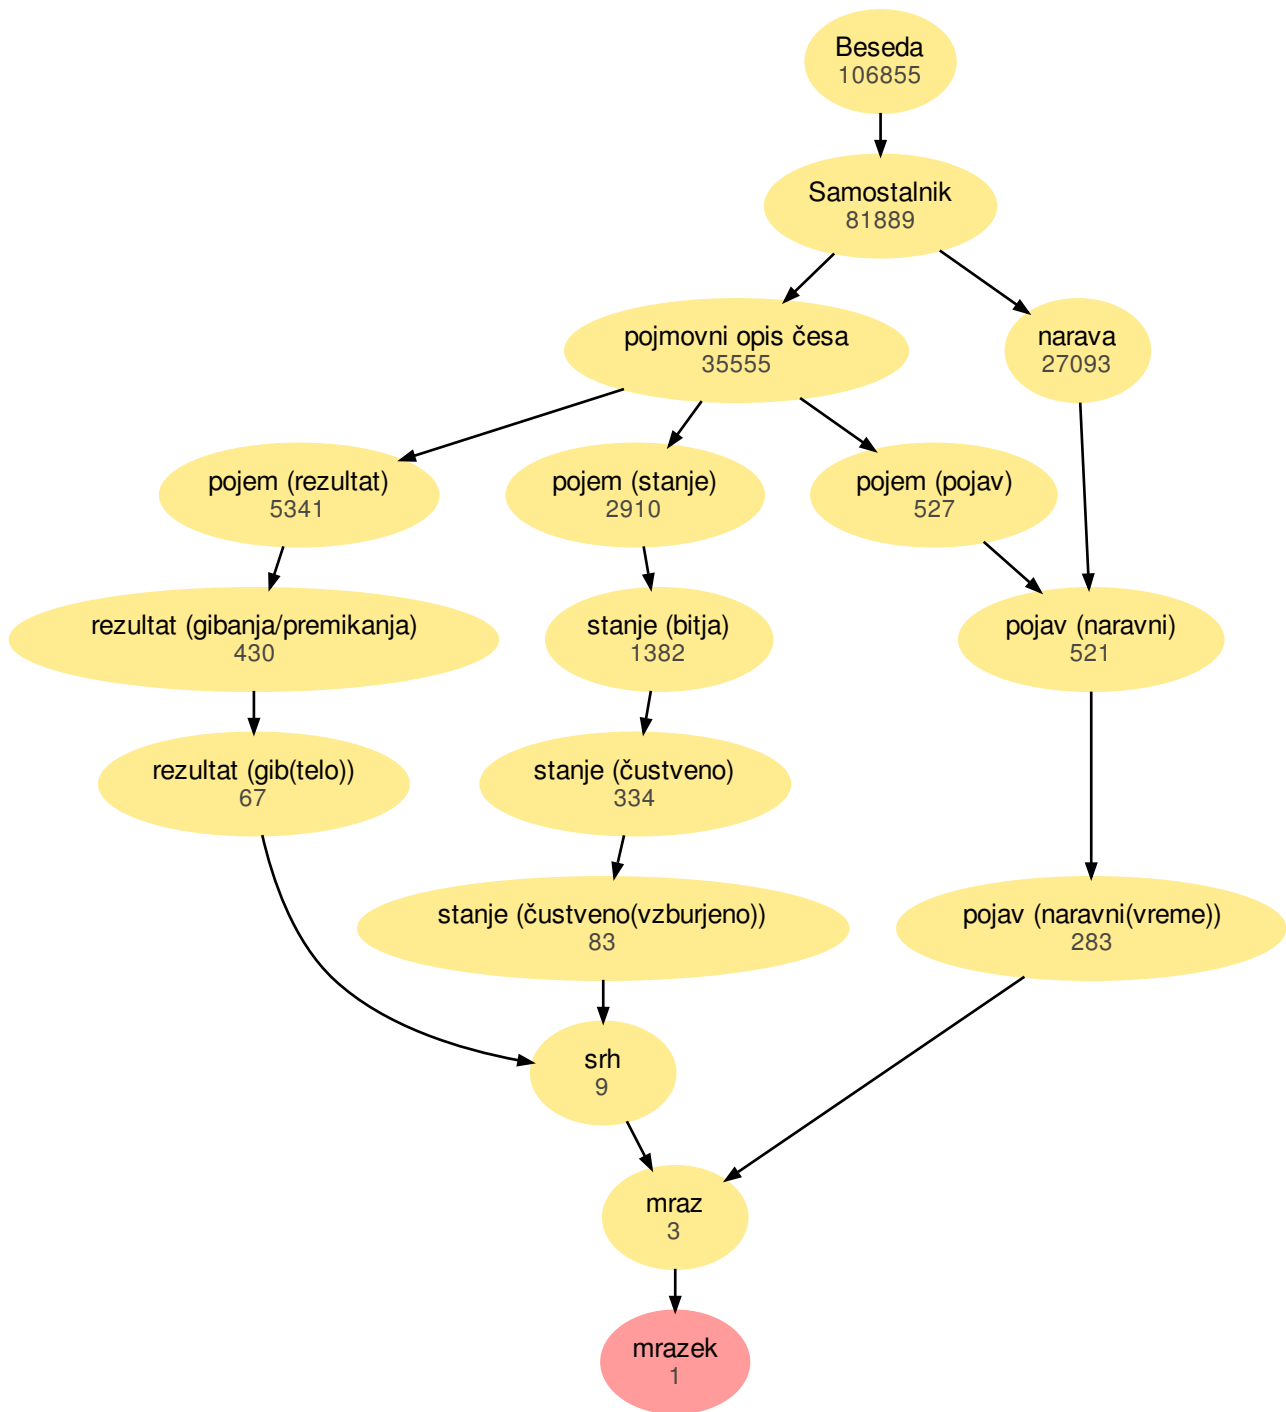 Beseda
106855
Samostalnik
81889
pojmovni opis česa
35555
narava
27093
pojem (rezultat)
5341
pojem (stanje)
2910
pojem (pojav)
527
rezultat (gibanja/premikanja)
430
stanje (bitja)
1382
pojav (naravni)
521
rezultat (gib(telo))
67
stanje (čustveno)
334
stanje (čustveno(vzburjeno))
83
pojav (naravni(vreme))
283
srh
9
mraz
3
mrazek
1